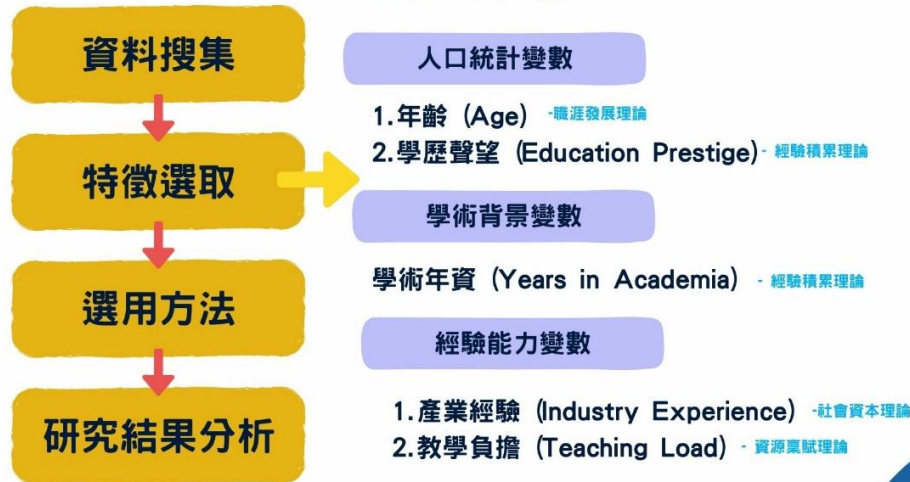 資料搜集
特徵選取
選用方法
研究結果分析
人口統計變數
1.年齡 (Age) -職涯發展理論
2.學歷聲望 (Education Prestige)- 經驗積累理論
學術背景變數
學術年資 (Years in Academia) - 經驗積累理論
經驗能力變數
1.產業經驗 (Industry Experience) -社會資本理論
2.教學負擔 (Teaching Load) - 資源稟賦理論